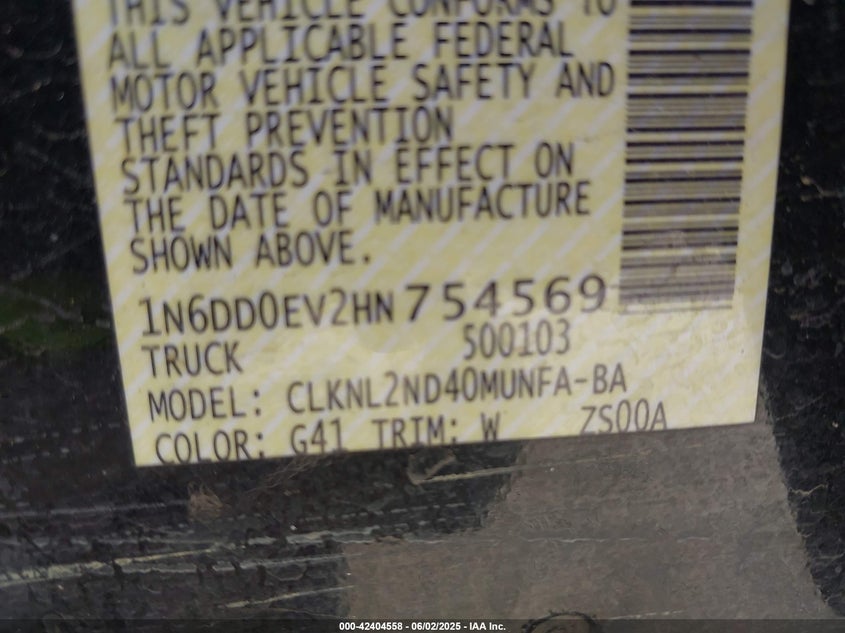 THIS VEHICLE CONFORMS TO
ALL APPLICABLE FEDERAL
MOTOR VEHICLE SAFETY AND
THEFT PREVENTION
STANDARDS IN EFFECT ON
THE DATE OF MANUFACTURE
SHOWN ABOVE.
1N6DD0EV2HN754569
TRUCK S00103
MODEL: CLKNL2ND40MUNFA-BA
COLOR: G41 TRIM: W ZS00A
000-42404558 - 06/02/2025 - IAA Inc.